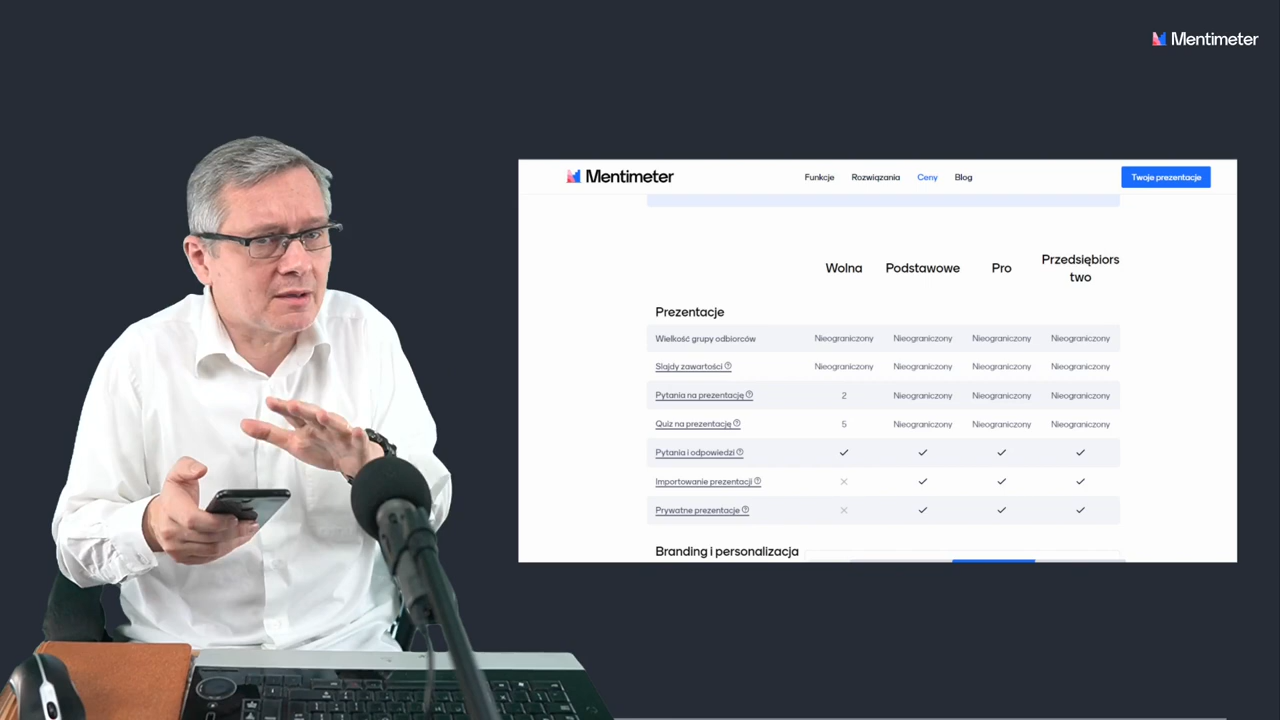 Mentimeter
Mentimeter
Funkcje Rozwiązania Ceny Blog
Twoje prezentacje
Wolna Podstawowe Pro Przedsiębiors
two
Prezentacje
Wielkość grupy odbiorców Nieograniczony Nieograniczony Nieograniczony Nieograniczony
Slajdy zawartości Nieograniczony Nieograniczony Nieograniczony Nieograniczony
Pytania na prezentację 2 Nieograniczony Nieograniczony Nieograniczony
Quiz na prezentację 5 Nieograniczony Nieograniczony Nieograniczony
Pytania i odpowiedzi
Importowanie prezentacji
Prywatne prezentacje
Branding i personalizacja